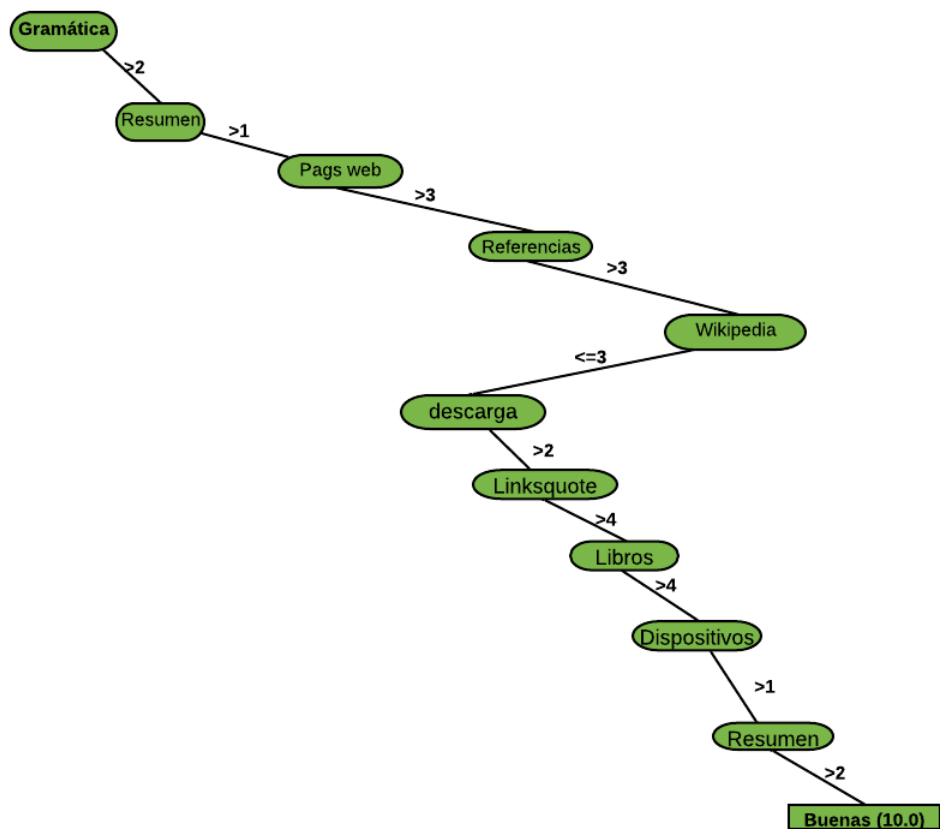 Gramática
>2
Resumen
>1
Pags web
>3
Referencias
>3
Wikipedia
<=3
descarga
>2
Linksquote
>4
Libros
>4
Dispositivos
>1
Resumen
>2
Buenas (10.0)